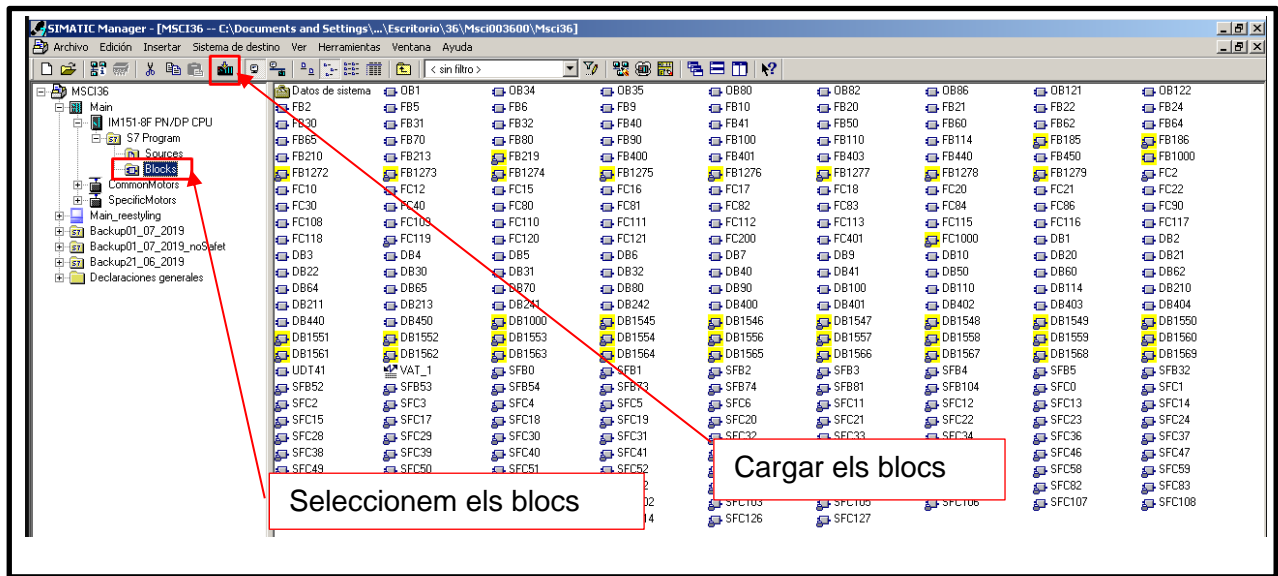 SIMATIC Manager - [MSCI36 -- C:\Documents and Settings\...\Escritorio\36\Msci003600\Msci36]
Archivo Edición Insertar Sistema de destino Ver Herramientas Ventana Ayuda
< sin filtro >
MSCI36
Main
IM151-8F PN/DP CPU
S7 Program
Sources
Blocks
CommonMotors
SpecificMotors
Main_reestyling
Backup01_07_2019
Backup01_07_2019_noSafet
Backup21_06_2019
Declaraciones generales
Datos de sistema OB1 OB34 OB35 OB80 OB82 OB86 OB121 OB122
FB2 FB5 FB6 FB9 FB10 FB20 FB21 FB22 FB24
FB30 FB31 FB32 FB40 FB41 FB50 FB60 FB62 FB64
FB65 FB70 FB80 FB90 FB100 FB110 FB114 FB185 FB186
FB210 FB213 FB219 FB400 FB401 FB403 FB440 FB450 FB1000
FB1272 FB1273 FB1274 FB1275 FB1276 FB1277 FB1278 FB1279 FC2
FC10 FC12 FC15 FC16 FC17 FC18 FC20 FC21 FC22
FC30 FC40 FC80 FC81 FC82 FC83 FC84 FC86 FC90
FC108 FC109 FC110 FC111 FC112 FC113 FC115 FC116 FC117
FC118 FC119 FC120 FC121 FC200 FC401 FC1000 DB1 DB2
DB3 DB4 DB5 DB6 DB7 DB9 DB10 DB20 DB21
DB22 DB30 DB31 DB32 DB40 DB41 DB50 DB60 DB62
DB64 DB65 DB70 DB80 DB90 DB100 DB110 DB114 DB210
DB211 DB213 DB241 DB242 DB400 DB401 DB402 DB403 DB404
DB440 DB450 DB1000 DB1545 DB1546 DB1547 DB1548 DB1549 DB1550
DB1551 DB1552 DB1553 DB1554 DB1556 DB1557 DB1558 DB1559 DB1560
DB1561 DB1562 DB1563 DB1564 DB1565 DB1566 DB1567 DB1568 DB1569
UDT41 VAT_1 SFB0 SFB1 SFB2 SFB3 SFB4 SFB5 SFB32
SFB52 SFB53 SFB54 SFB73 SFB74 SFB81 SFB104 SFC0 SFC1
SFC2 SFC3 SFC4 SFC5 SFC6 SFC11 SFC12 SFC13 SFC14
SFC15 SFC17 SFC18 SFC19 SFC20 SFC21 SFC22 SFC23 SFC24
SFC28 SFC29 SFC30 SFC31 SFC32 SFC33 SFC34 SFC36 SFC37
SFC38 SFC39 SFC40 SFC41 SFC46 SFC47
SFC49 SFC50 SFC51 SFC52 SFC58 SFC59
SFC82 SFC83
SFC103 SFC105 SFC106 SFC107 SFC108
SFC126 SFC127
Cargar els blocs
Seleccionem els blocs